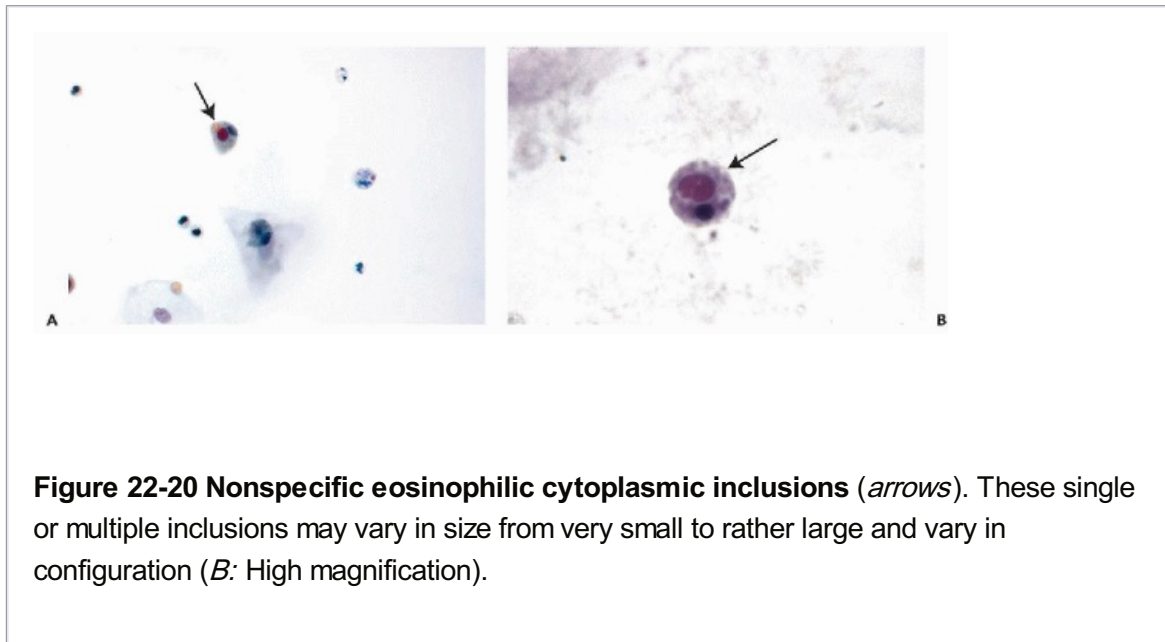 A
B
Figure 22-20 Nonspecific eosinophilic cytoplasmic inclusions (arrows). These single
or multiple inclusions may vary in size from very small to rather large and vary in
configuration (B: High magnification).